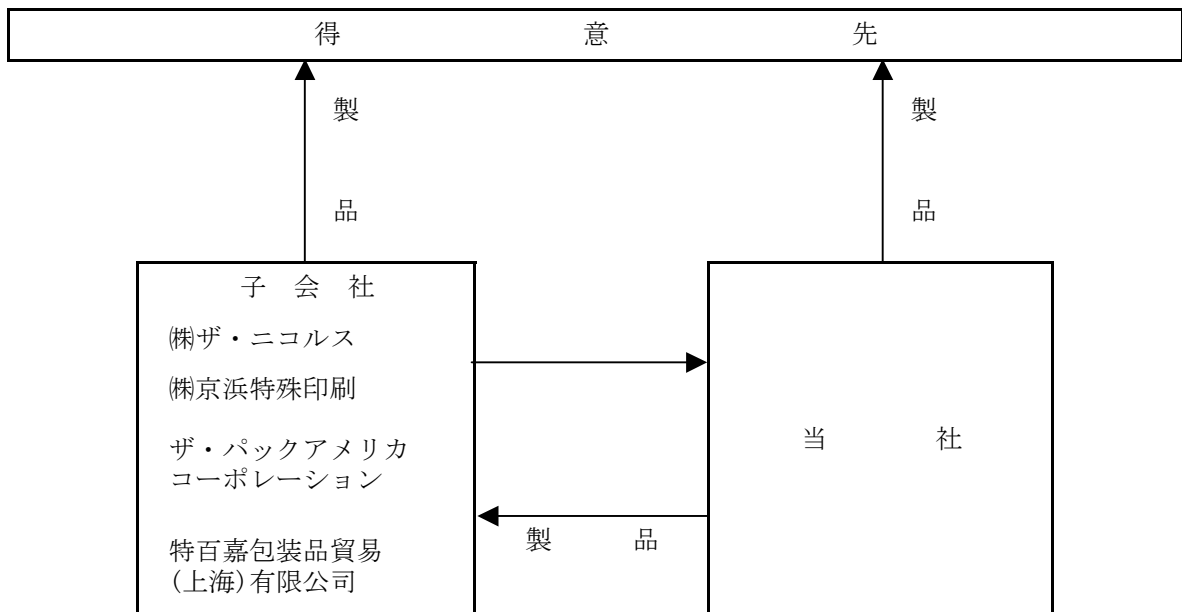 得 意 先
製 品
製 品
子 会 社
㈱ザ・ニコルス
㈱京浜特殊印刷
ザ・パックアメリカ
コーポレーション
特百嘉包装品貿易
(上海)有限公司
当 社
製 品